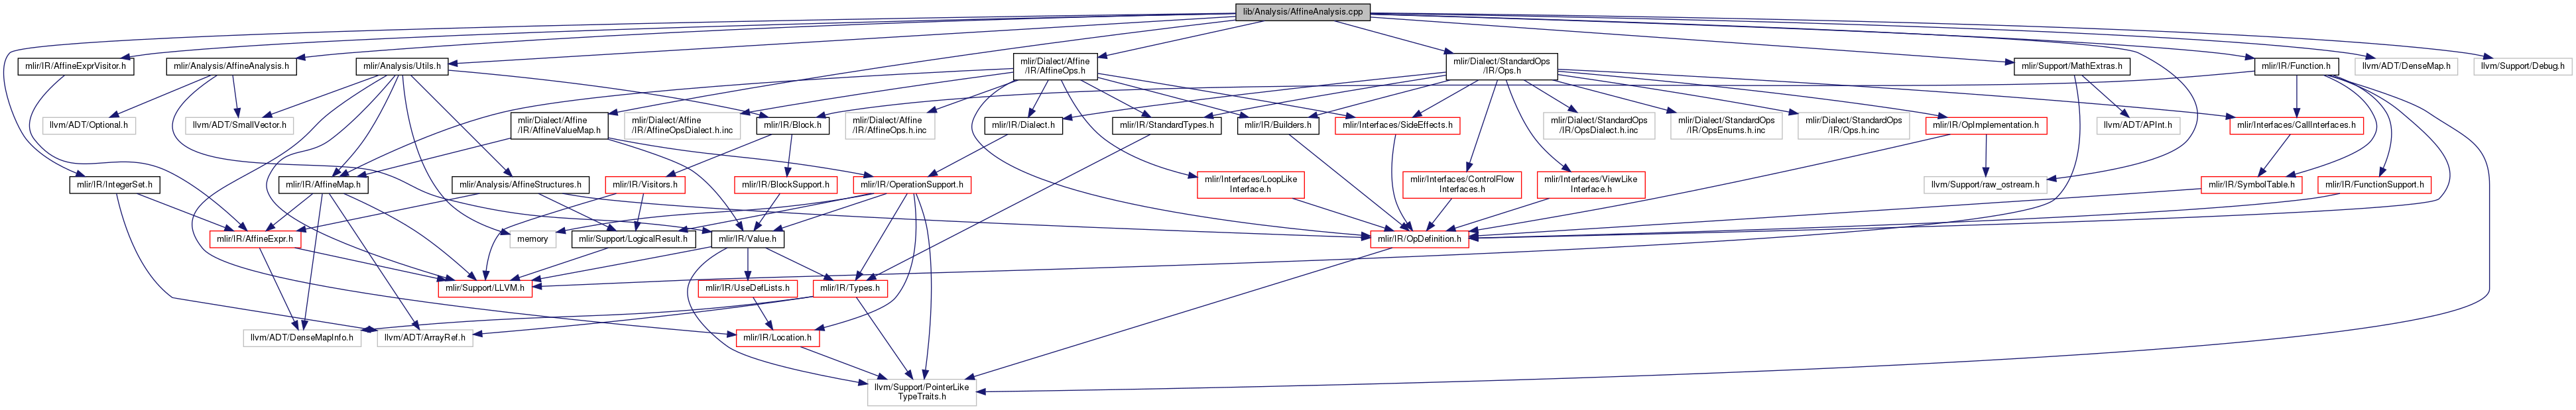 lib/Analysis/AffineAnalysis.cpp
mlir/IR/AffineExprVisitor.h
mlir/Analysis/AffineAnalysis.h
mlir/Analysis/Utils.h
mlir/Dialect/Affine
/IR/AffineOps.h
mlir/Dialect/StandardOps
/IR/Ops.h
mlir/Support/MathExtras.h
mlir/IR/Function.h
llvm/ADT/DenseMap.h
llvm/Support/Debug.h
llvm/ADT/Optional.h
llvm/ADT/SmallVector.h
mlir/Dialect/Affine
/IR/AffineValueMap.h
mlir/Dialect/Affine
/IR/AffineOpsDialect.h.inc
mlir/IR/Block.h
mlir/Dialect/Affine
/IR/AffineOps.h.inc
mlir/IR/Dialect.h
mlir/IR/StandardTypes.h
mlir/IR/Builders.h
mlir/Interfaces/SideEffects.h
mlir/Dialect/StandardOps
/IR/OpsDialect.h.inc
mlir/Dialect/StandardOps
/IR/OpsEnums.h.inc
mlir/Dialect/StandardOps
/IR/Ops.h.inc
mlir/IR/OpImplementation.h
llvm/ADT/APInt.h
mlir/Interfaces/CallInterfaces.h
mlir/IR/IntegerSet.h
mlir/IR/AffineMap.h
mlir/Analysis/AffineStructures.h
mlir/IR/Visitors.h
mlir/IR/BlockSupport.h
mlir/IR/OperationSupport.h
mlir/Interfaces/LoopLike
Interface.h
mlir/Interfaces/ControlFlow
Interfaces.h
mlir/Interfaces/ViewLike
Interface.h
llvm/Support/raw_ostream.h
mlir/IR/SymbolTable.h
mlir/IR/FunctionSupport.h
mlir/IR/AffineExpr.h
memory
mlir/Support/LogicalResult.h
mlir/IR/Value.h
mlir/IR/OpDefinition.h
mlir/Support/LLVM.h
mlir/IR/UseDefLists.h
mlir/IR/Types.h
llvm/ADT/DenseMapInfo.h
llvm/ADT/ArrayRef.h
mlir/IR/Location.h
llvm/Support/PointerLike
TypeTraits.h